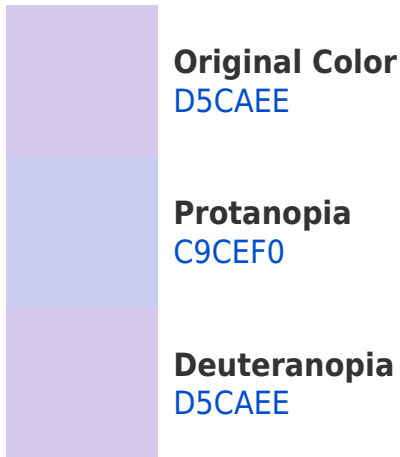 Original Color
D5CAEE
Protanopia
C9CEF0
Deuteranopia
D5CAEE